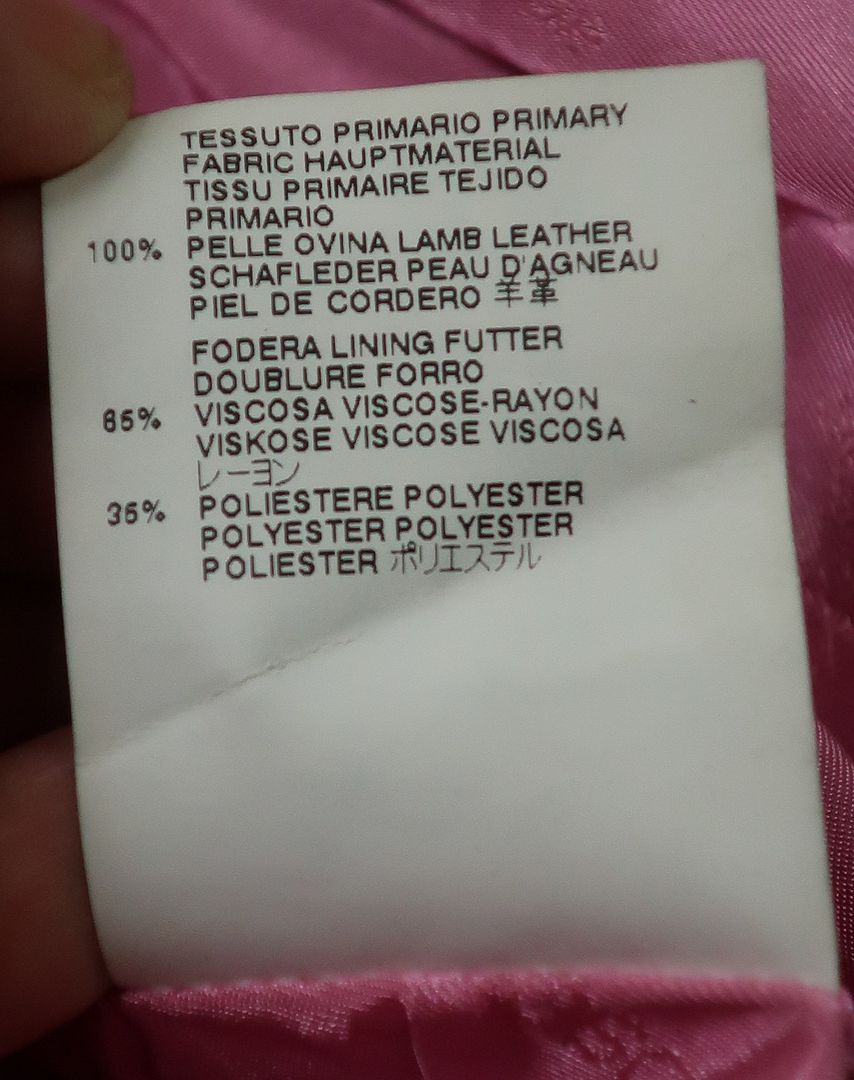 TESSUTO PRIMARIO PRIMARY
FABRIC HAUPTMATERIAL
TISSU PRIMAIRE TEJIDO
PRIMARIO
100% PELLE OVINA LAMB LEATHER
SCHAFLEDER PEAU D'AGNEAU
PIEL DE CORDERO 羊革
FODERA LINING FUTTER
DOUBLURE FORRO
65% VISCOSA VISCOSE-RAYON
VISKOSE VISCOSE VISCOSA
レーヨン
35% POLIESTERE POLYESTER
POLYESTER POLYESTER
POLIESTER ポリエステル